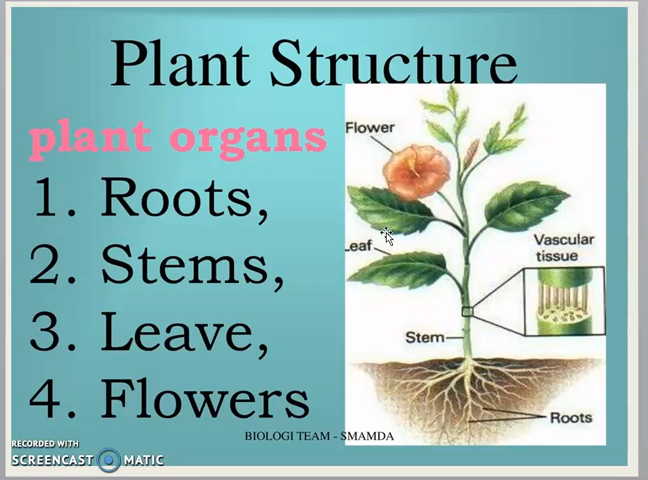 Plant Structure
plant organs
1. Roots,
2. Stems,
3. Leave,
4. Flowers
Flower
Leaf
Vascular
tissue
Stem
Roots
BIOLOGI TEAM - SMAMDA
RECORDED WITH
SCREENCAST MATIC